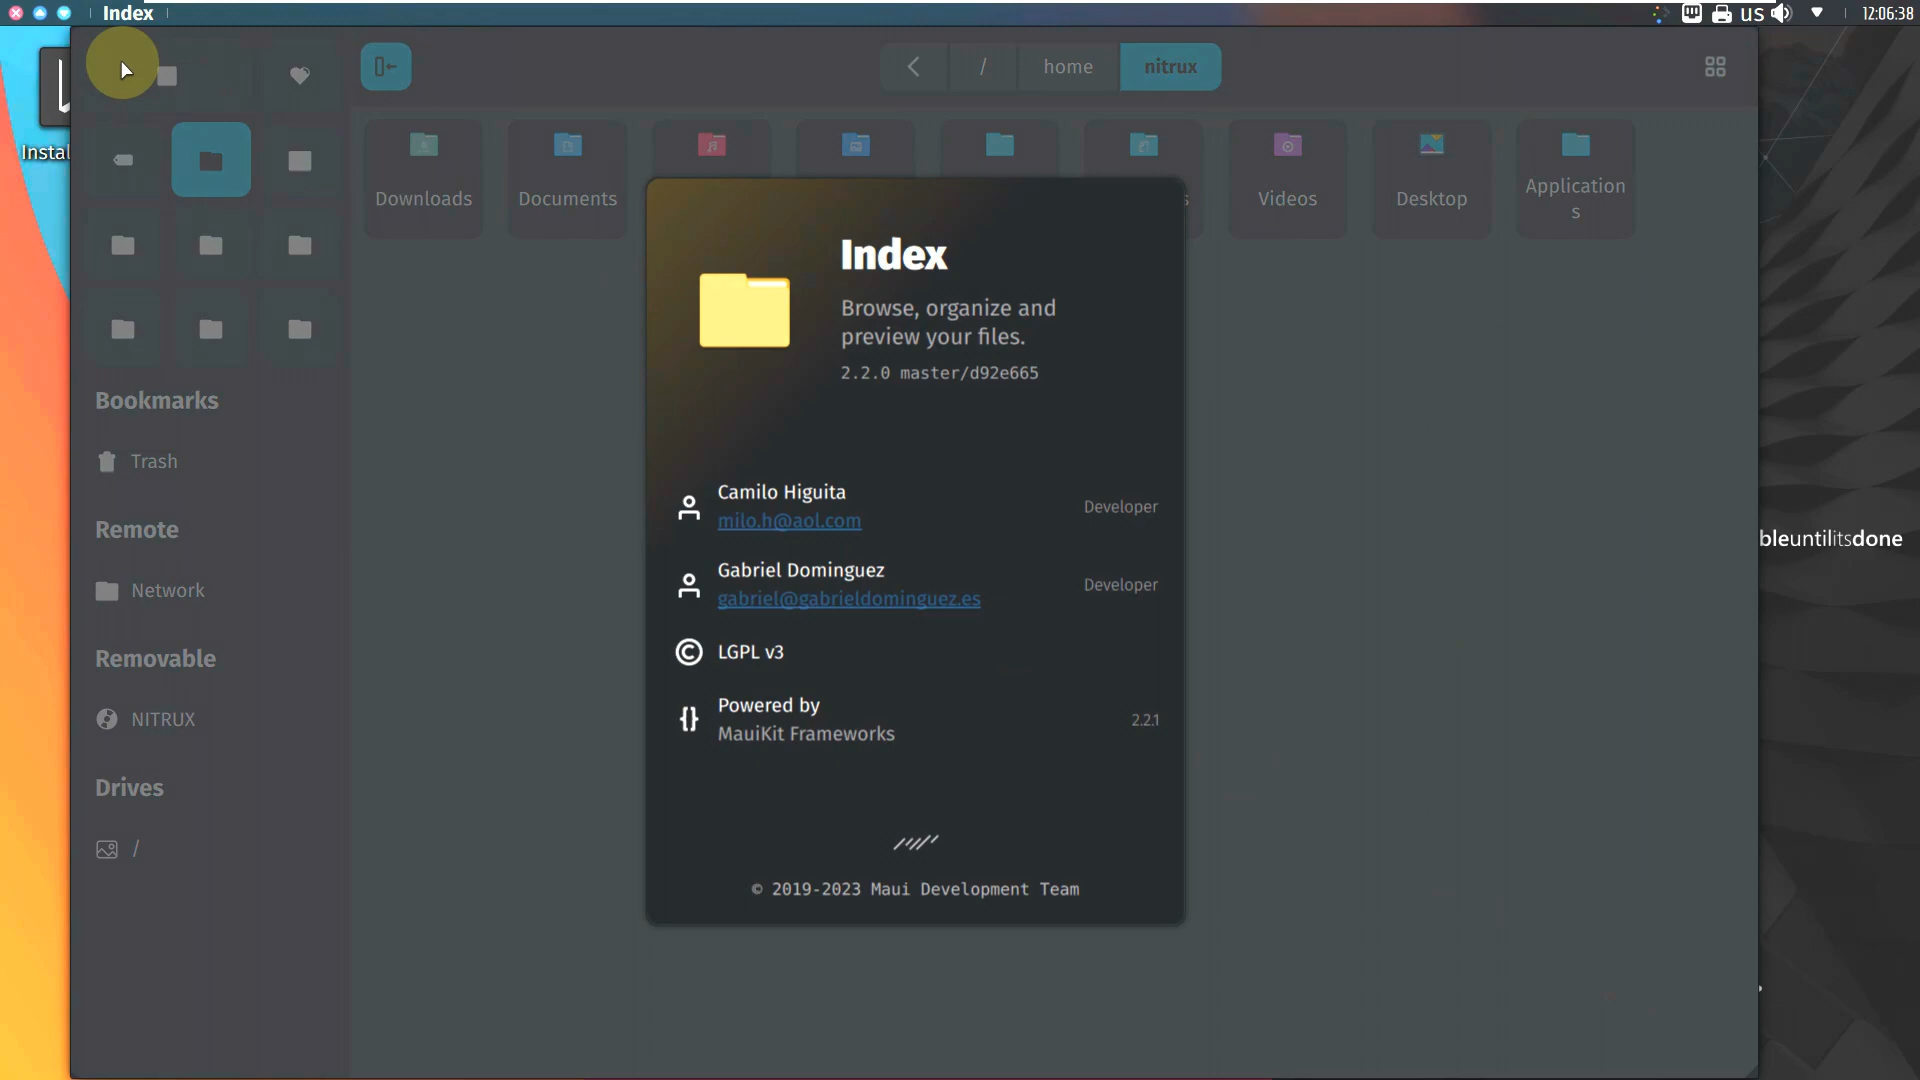 Index
us
12:06:38
Instal
/
home
nitrux
Downloads
Documents
Videos
Desktop
Application
s
s
Bookmarks
Trash
Remote
Network
Removable
NITRUX
Drives
/
Index
Browse, organize and
preview your files.
2.2.0 master/d92e665
Camilo Higuita
milo.h@aol.com
Developer
Gabriel Dominguez
gabriel@gabrieldominguez.es
Developer
LGPL v3
Powered by
MauiKit Frameworks
2.2.1
© 2019-2023 Maui Development Team
bleuntilitsdone